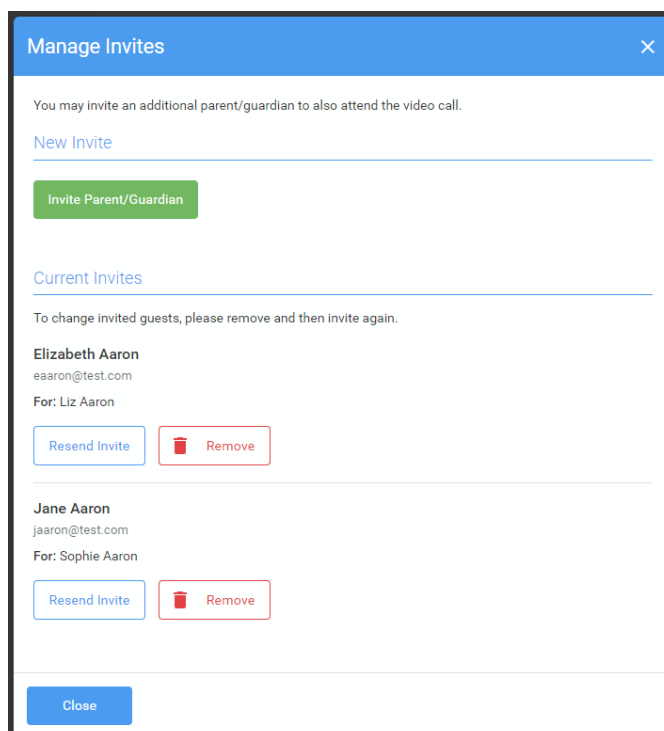 Manage Invites
You may invite an additional parent/guardian to also attend the video call.
New Invite
Invite Parent/Guardian
Current Invites
To change invited guests, please remove and then invite again.
Elizabeth Aaron
eaaron@test.com
For: Liz Aaron
Resend Invite Remove
Jane Aaron
jaaron@test.com
For: Sophie Aaron
Resend Invite Remove
Close